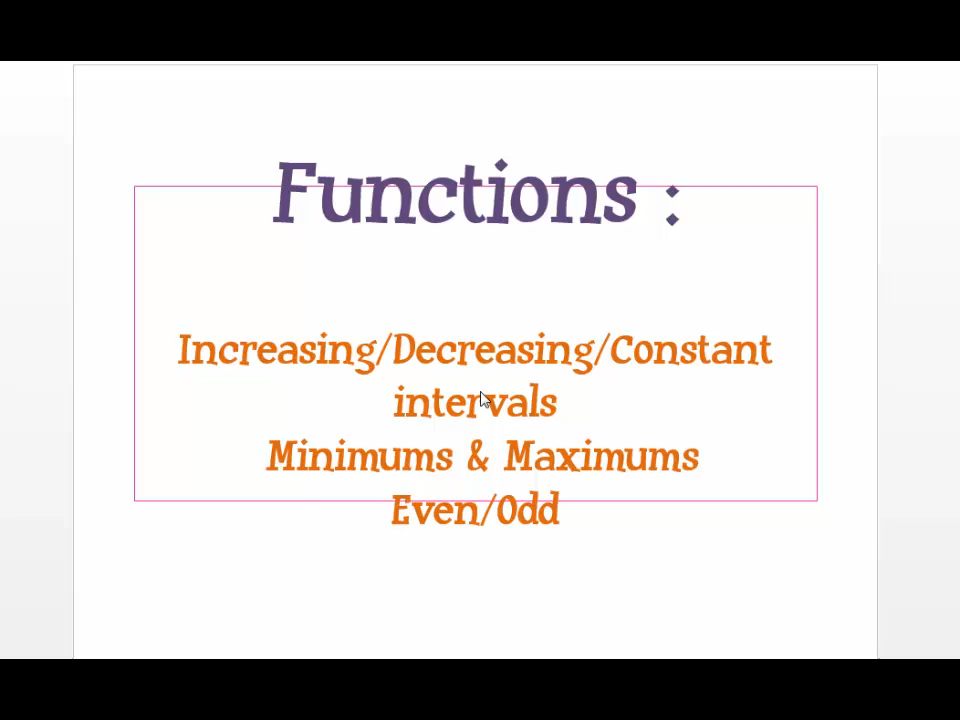 Functions :
Increasing/Decreasing/Constant
intervals
Minimums & Maximums
Even/Odd